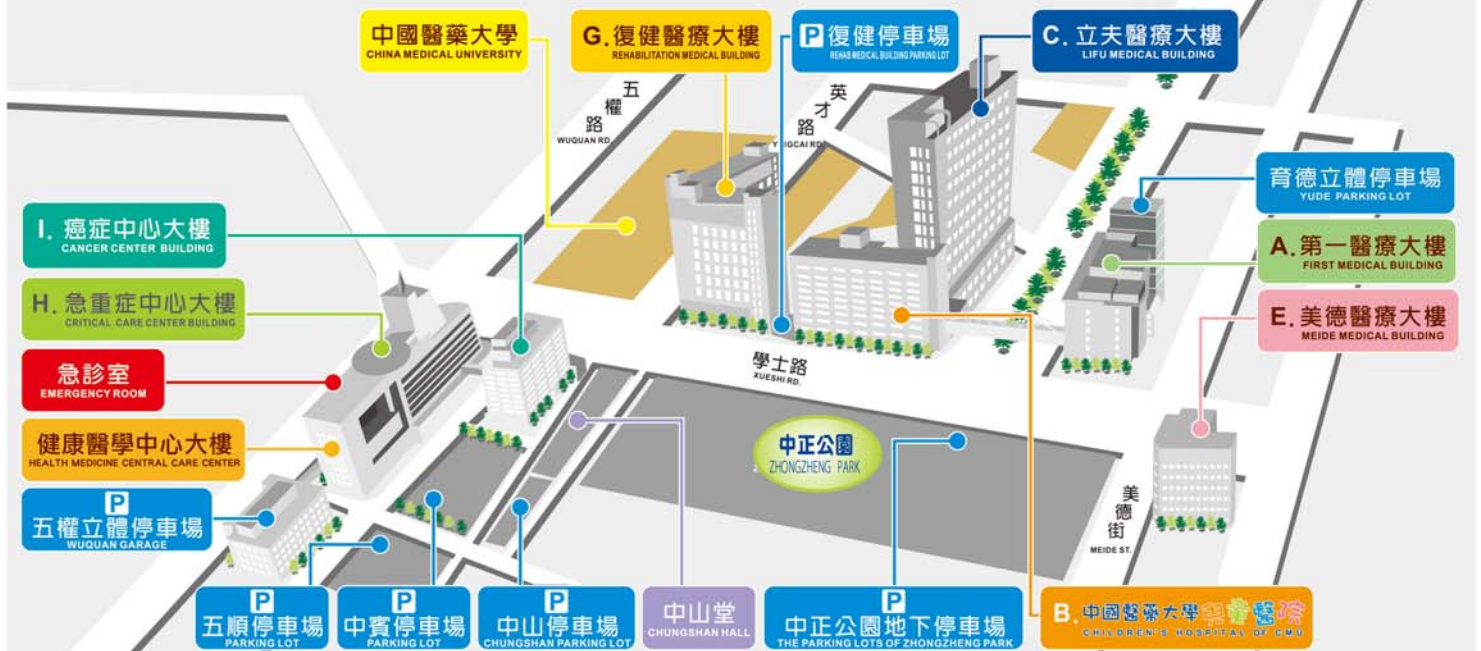 中國醫藥大學
CHINA MEDICAL UNIVERSITY
G.復健醫療大樓
REHABILITATION MEDICAL BUILDING
P 復健停車場
REHAB MEDICAL BUILDING PARKING LOT
C. 立夫醫療大樓
LIFU MEDICAL BUILDING
五權路
WUQUAN RD.
英才路
育德立體停車場
YUDE PARKING LOT
I. 癌症中心大樓
CANCER CENTER BUILDING
A.第一醫療大樓
FIRST MEDICAL BUILDING
H. 急重症中心大樓
CRITICAL CARE CENTER BUILDING
E.美德醫療大樓
MEIDE MEDICAL BUILDING
急診室
EMERGENCY ROOM
學士路
XUESHI RD.
健康醫學中心大樓
HEALTH MEDICINE CENTRAL CARE CENTER
中正公園
ZHONGZHENG PARK
P
五權立體停車場
WUQUAN GARAGE
美德街
MEIDE ST.
P
五順停車場
PARKING LOT
P
中賓停車場
PARKING LOT
P
中山停車場
CHUNGSHAN PARKING LOT
中山堂
CHUNGSHAN HALL
P
中正公園地下停車場
THE PARKING LOTS OF ZHONGZHENG PARK
B.中國醫藥大學兒童醫院
CHILDREN'S HOSPITAL OF CMU